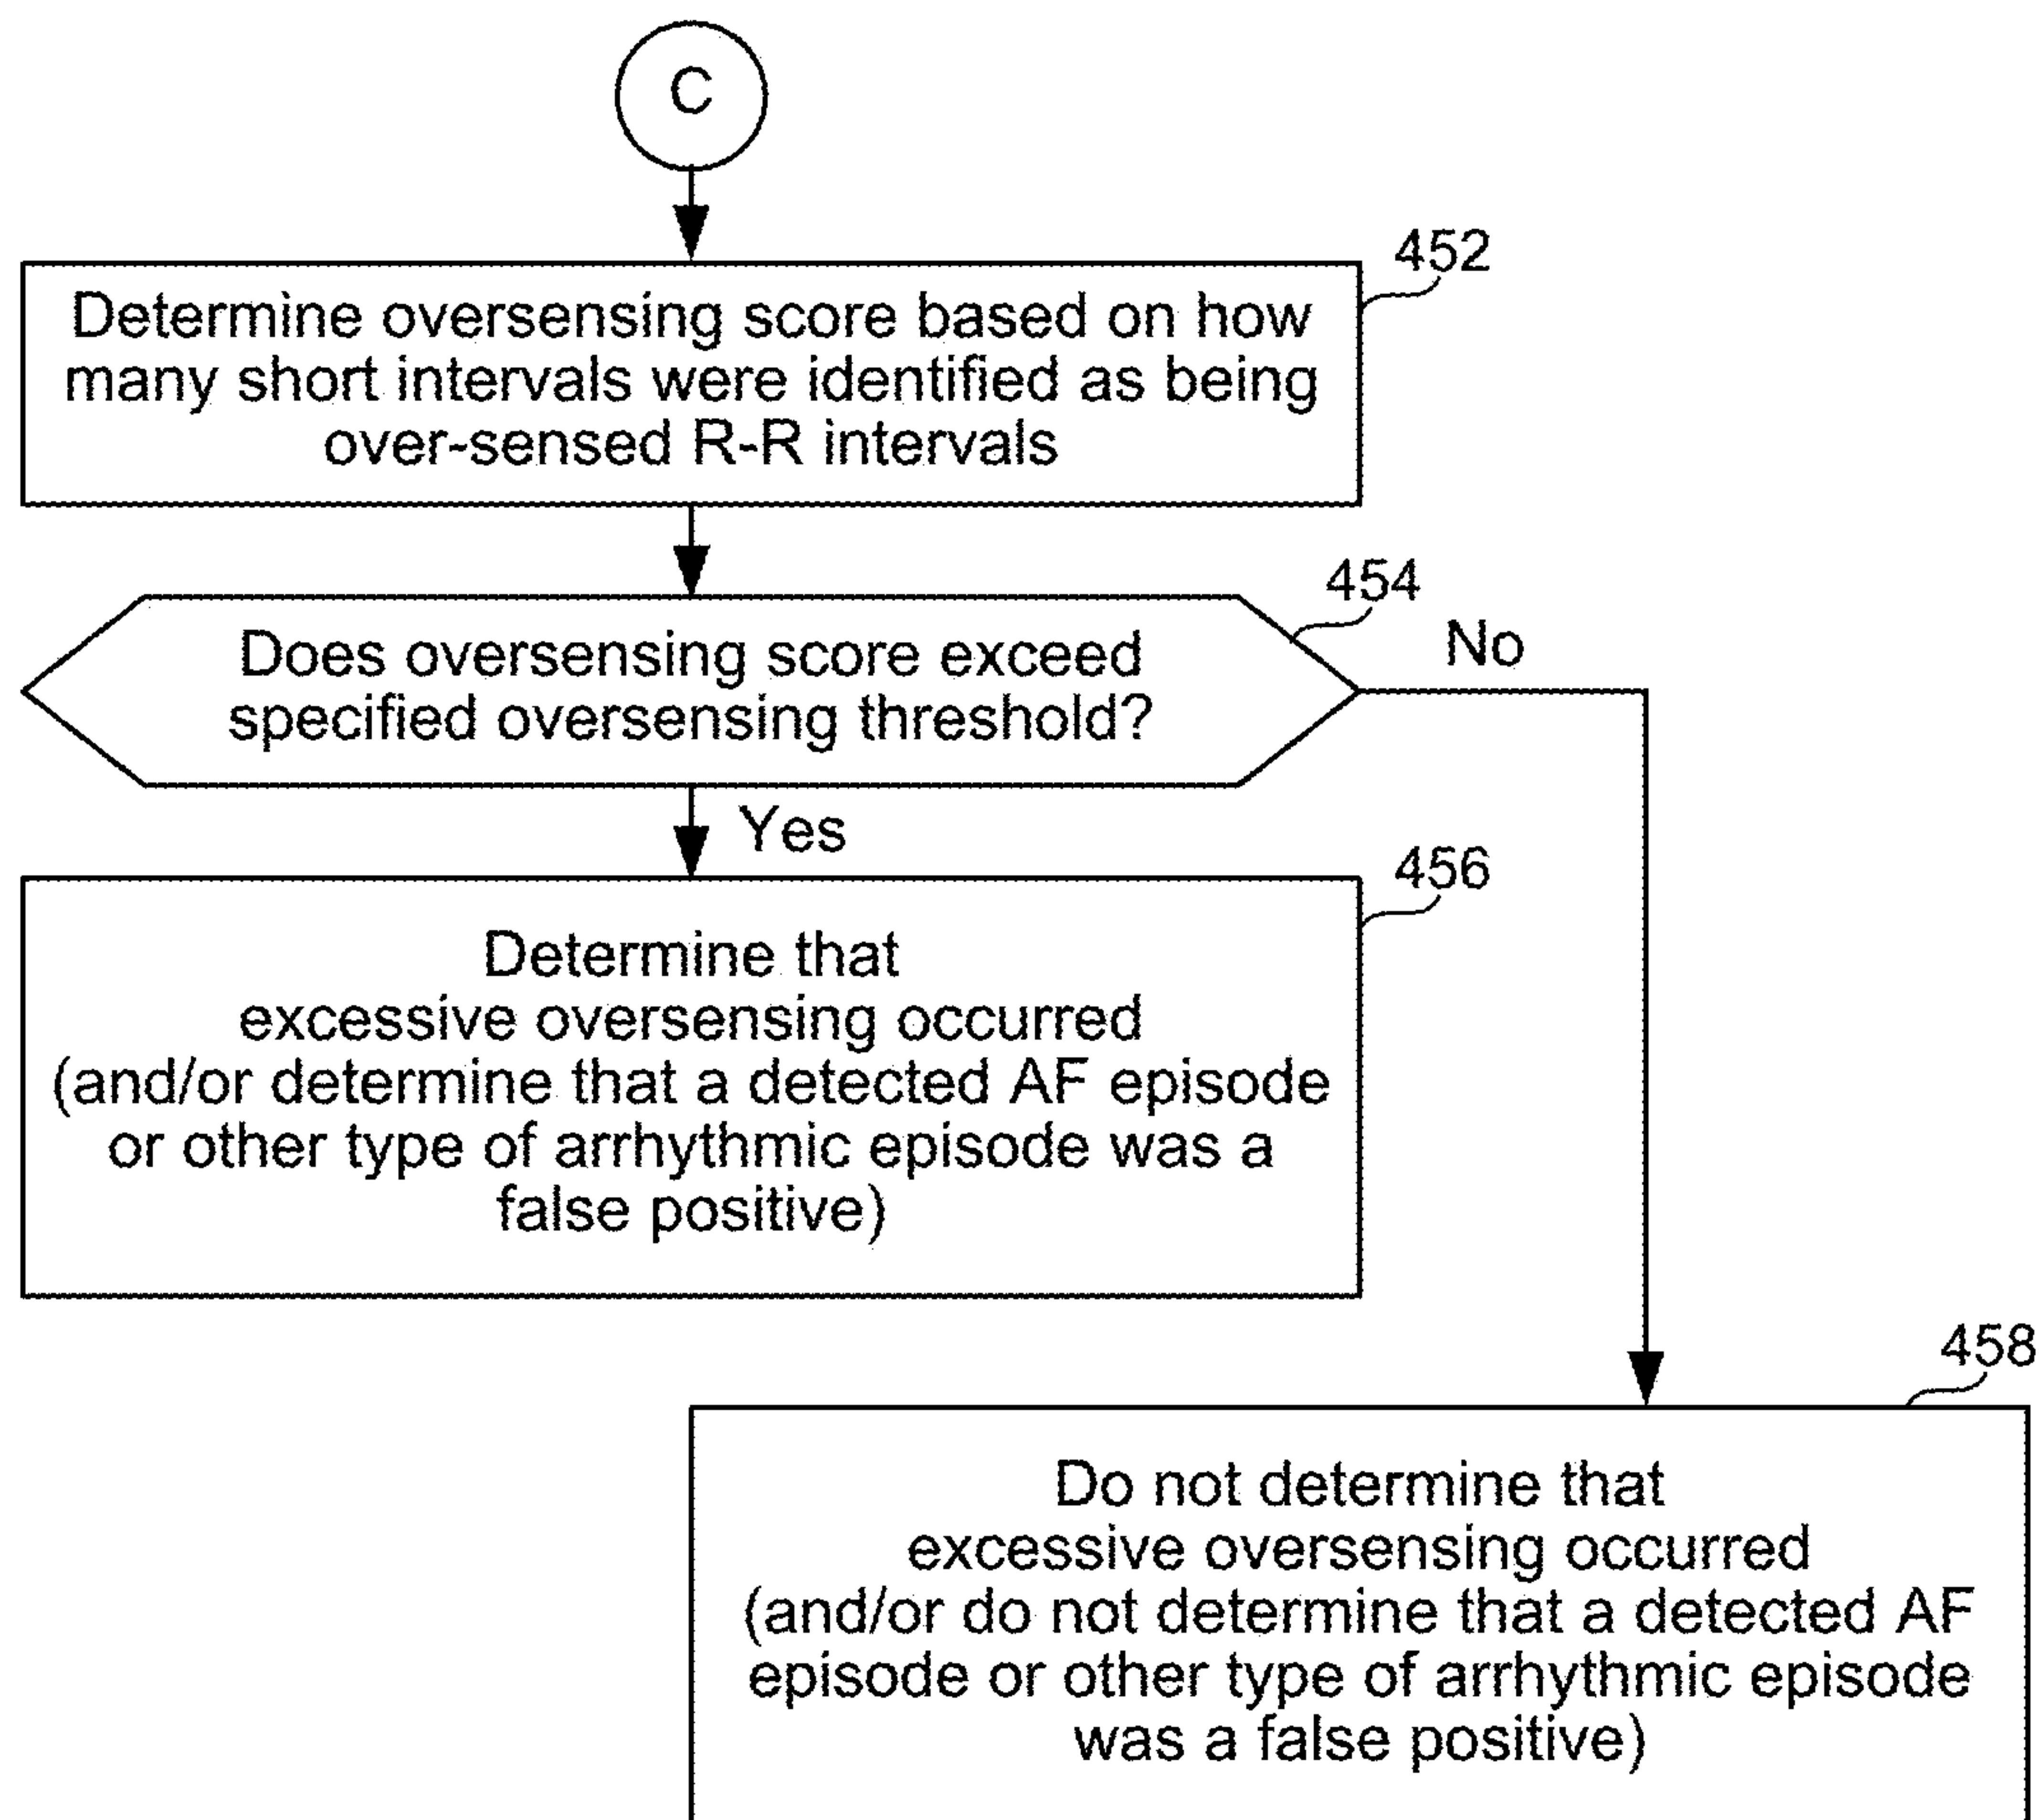 C
452
Determine oversensing score based on how
many short intervals were identified as being
over-sensed R-R intervals
454
Does oversensing score exceed
specified oversensing threshold?
No
Yes
456
Determine that
excessive oversensing occurred
(and/or determine that a detected AF episode
or other type of arrhythmic episode was a
false positive)
458
Do not determine that
excessive oversensing occurred
(and/or do not determine that a detected AF
episode or other type of arrhythmic episode
was a false positive)